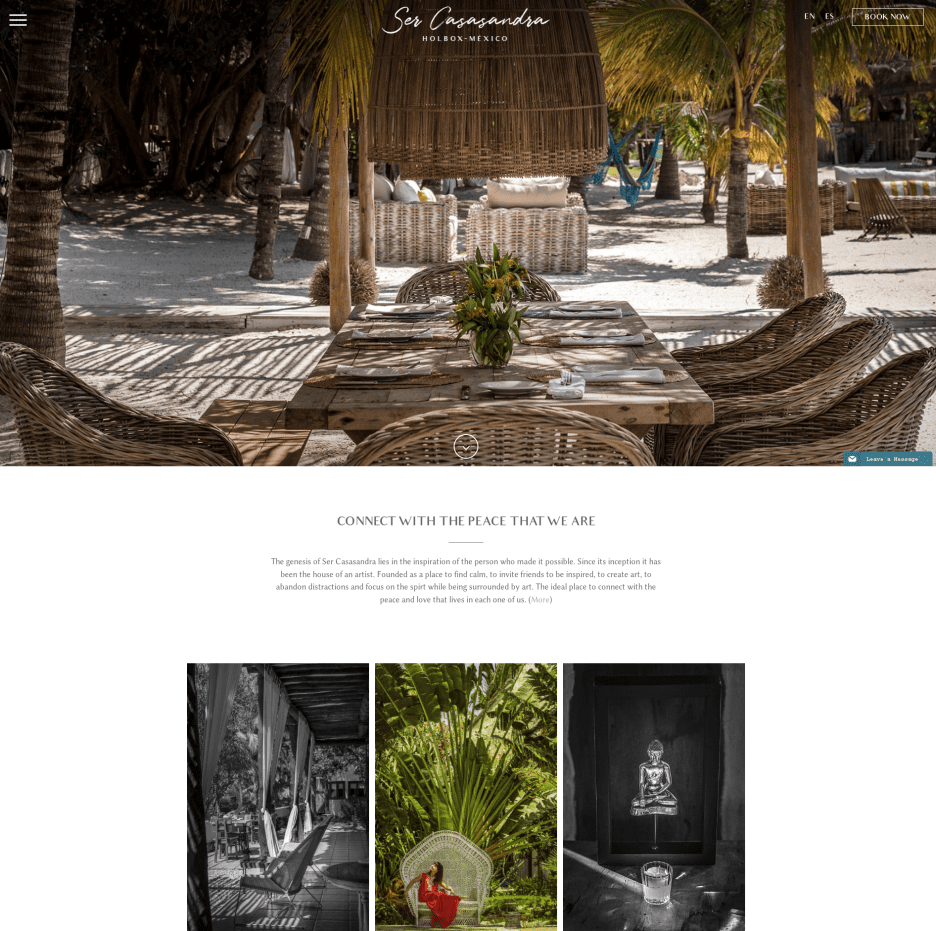 Ser Casasandra
HOLBOX-MÉXICO
EN ES BOOK NOW
Leave a Message
CONNECT WITH THE PEACE THAT WE ARE
The genesis of Ser Casasandra lies in the inspiration of the person who made it possible. Since its inception it has
been the house of an artist. Founded as a place to find calm, to invite friends to be inspired, to create art, to
abandon distractions and focus on the spirt while being surrounded by art. The ideal place to connect with the
peace and love that lives in each one of us. (More)